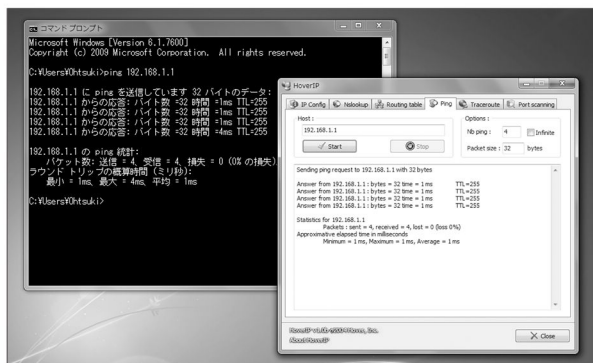 コマンド プロンプト
Microsoft Windows [Version 6.1.7600]
Copyright (c) 2009 Microsoft Corporation.  All rights reserved.
C:¥Users¥Ohtsuki>ping 192.168.1.1
192.168.1.1 に ping を送信しています 32 バイトのデータ:
192.168.1.1 からの応答: バイト数 =32 時間 =1ms TTL=255
192.168.1.1 からの応答: バイト数 =32 時間 =1ms TTL=255
192.168.1.1 からの応答: バイト数 =32 時間 =1ms TTL=255
192.168.1.1 からの応答: バイト数 =32 時間 =4ms TTL=255
192.168.1.1 の ping 統計:
パケット数: 送信 = 4、受信 = 4、損失 = 0 (0% の損失)
ラウンド トリップの概算時間 (ミリ秒):
最小 = 1ms、最大 = 4ms、平均 = 1ms
C:¥Users¥Ohtsuki>
HoverIP
IP Config
Nslookup
Routing table
Ping
Traceroute
Port scanning
Host :
192.168.1.1
Start
Stop
Options :
Nb ping : 4
Infinite
Packet size : 32 bytes
Sending ping request to 192.168.1.1 with 32 bytes
Answer from 192.168.1.1 : bytes = 32 time = 1 ms TTL=255
Answer from 192.168.1.1 : bytes = 32 time = 1 ms TTL=255
Answer from 192.168.1.1 : bytes = 32 time = 1 ms TTL=255
Answer from 192.168.1.1 : bytes = 32 time = 1 ms TTL=255
Statistics for 192.168.1.1
Packets : sent = 4, received = 4, lost = 0 (loss 0%)
Approximative elapsed time in milliseconds
Minimum = 1 ms, Maximum = 1 ms, Average = 1 ms
About HoverIP
Close